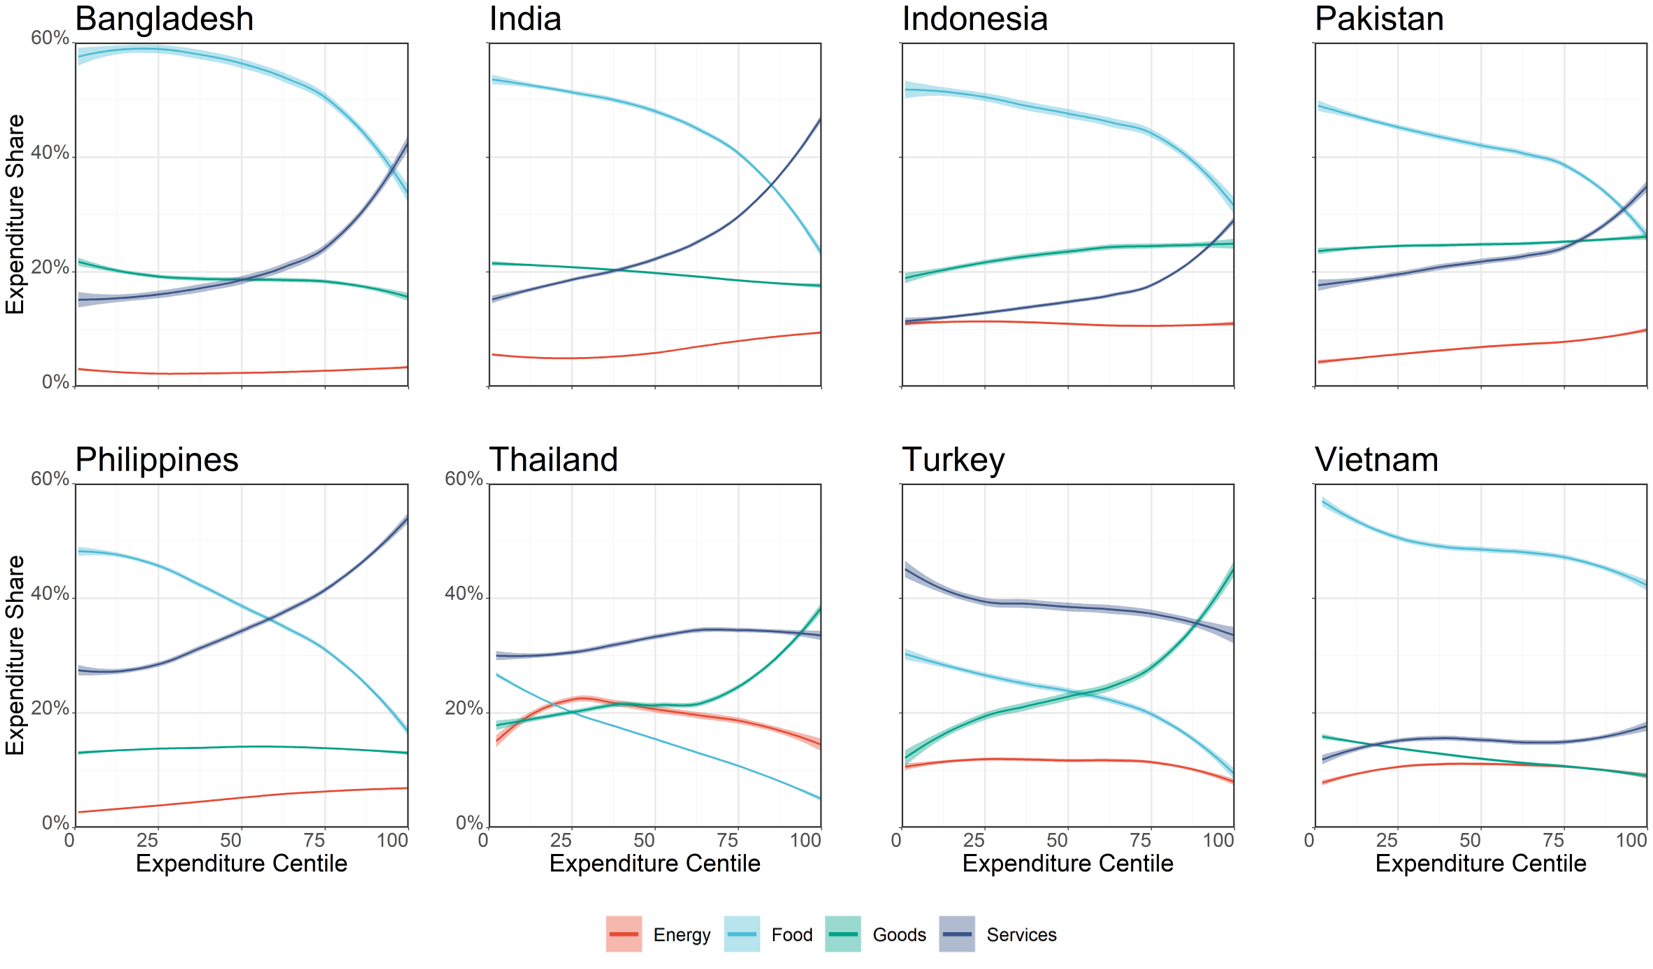 Bangladesh India Indonesia Pakistan
60%
40%
20%
0%
Expenditure Share
Philippines Thailand Turkey Vietnam
60% 60%
40% 40%
20% 20%
0% 0%
Expenditure Share
0 25 50 75 100 0 25 50 75 100 0 25 50 75 100 0 25 50 75 100
Expenditure Centile Expenditure Centile Expenditure Centile Expenditure Centile
Energy Food Goods Services